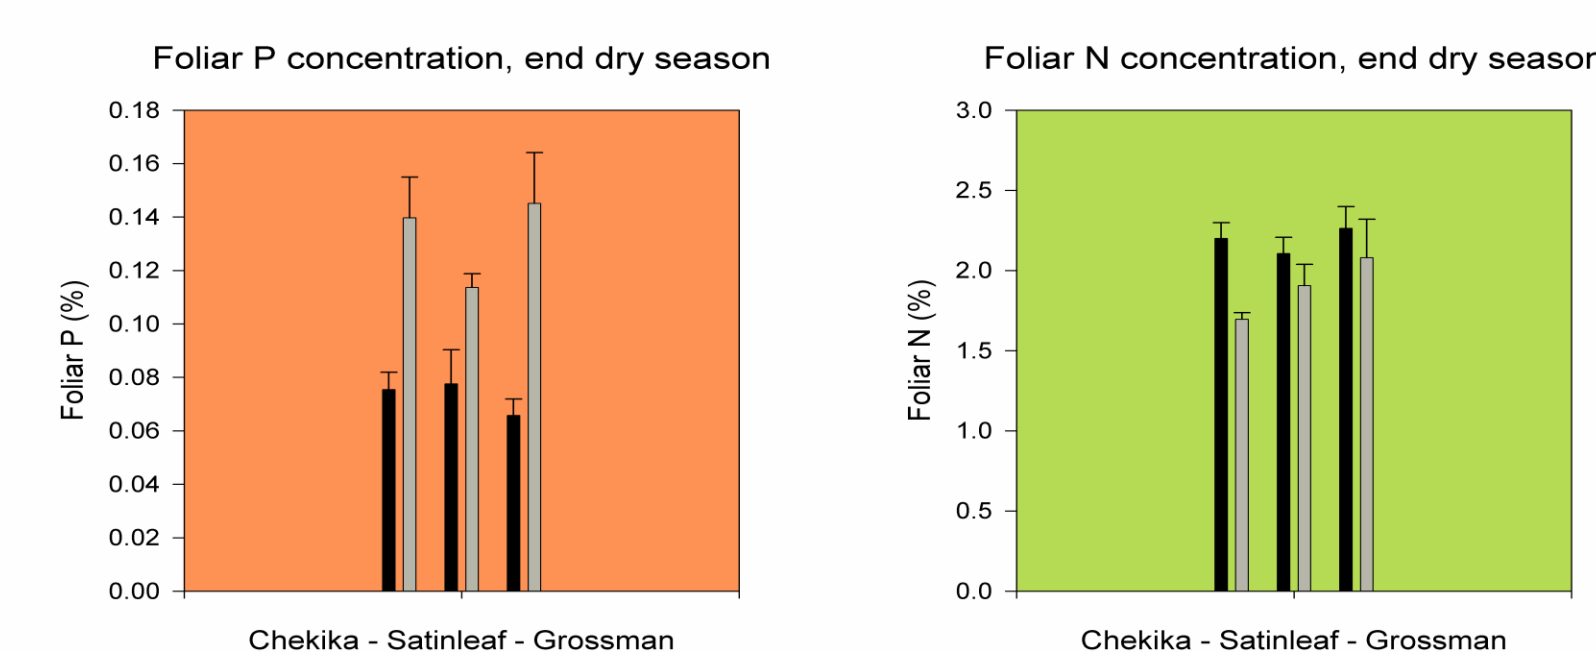 Foliar P concentration, end dry season
0.18
0.16
0.14
0.12
0.10
0.08
0.06
0.04
0.02
0.00
Foliar P (%)
Chekika - Satinleaf - Grossman
Foliar N concentration, end dry season
3.0
2.5
2.0
1.5
1.0
0.5
0.0
Foliar N (%)
Chekika - Satinleaf - Grossman